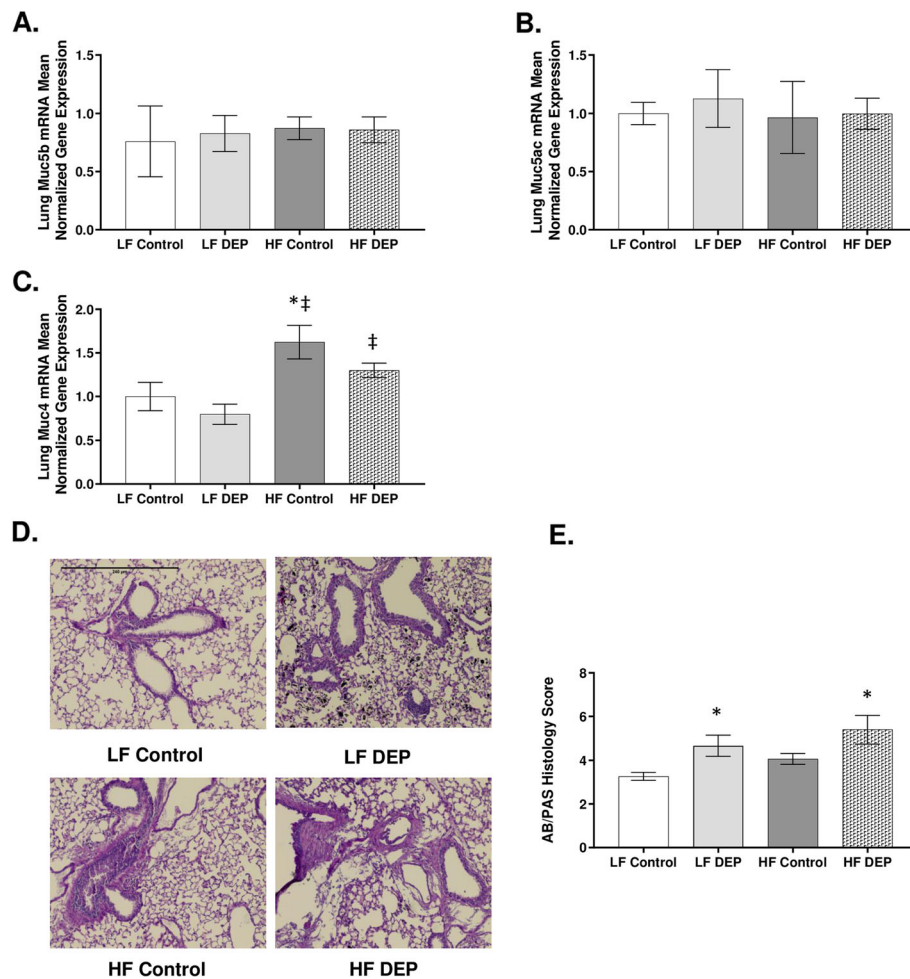 A.
Lung Muc5b mRNA Mean
Normalized Gene Expression
1.5
1.0
0.5
0.0
LF Control LF DEP HF Control HF DEP
B.
Lung Muc5ac mRNA Mean
Normalized Gene Expression
1.5
1.0
0.5
0.0
LF Control LF DEP HF Control HF DEP
C.
Lung Muc4 mRNA Mean
Normalized Gene Expression
2.0
1.5
1.0
0.5
0.0
*‡
‡
LF Control LF DEP HF Control HF DEP
D.
LF Control
LF DEP
HF Control
HF DEP
E.
AB/PAS Histology Score
8
6
4
2
0
*
*
LF Control LF DEP HF Control HF DEP